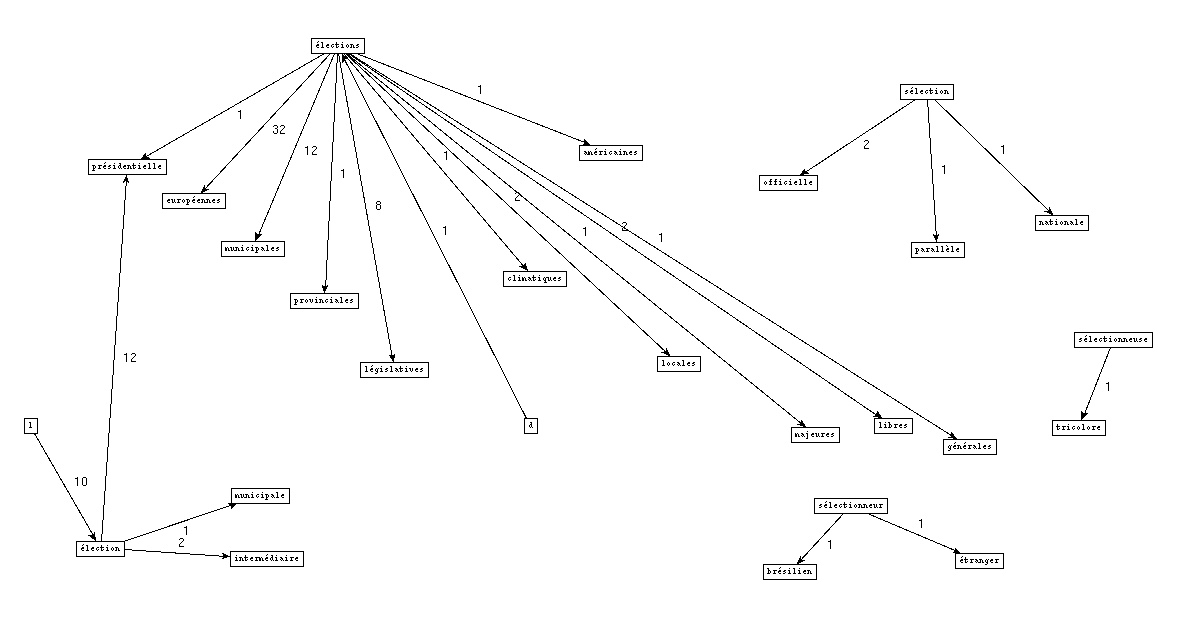 élections
1
sélection
32
12
1
2
1
américaines
1
1
présidentielle
1
1
officielle
européennes
2
8
nationale
2
1
1
1
municipales
parallèle
climatiques
provinciales
sélectionneuse
12
locales
législatives
1
l
d
libres
tricolore
majeures
générales
10
municipale
sélectionneur
1
1
2
1
élection
intermédiaire
étranger
brésilien